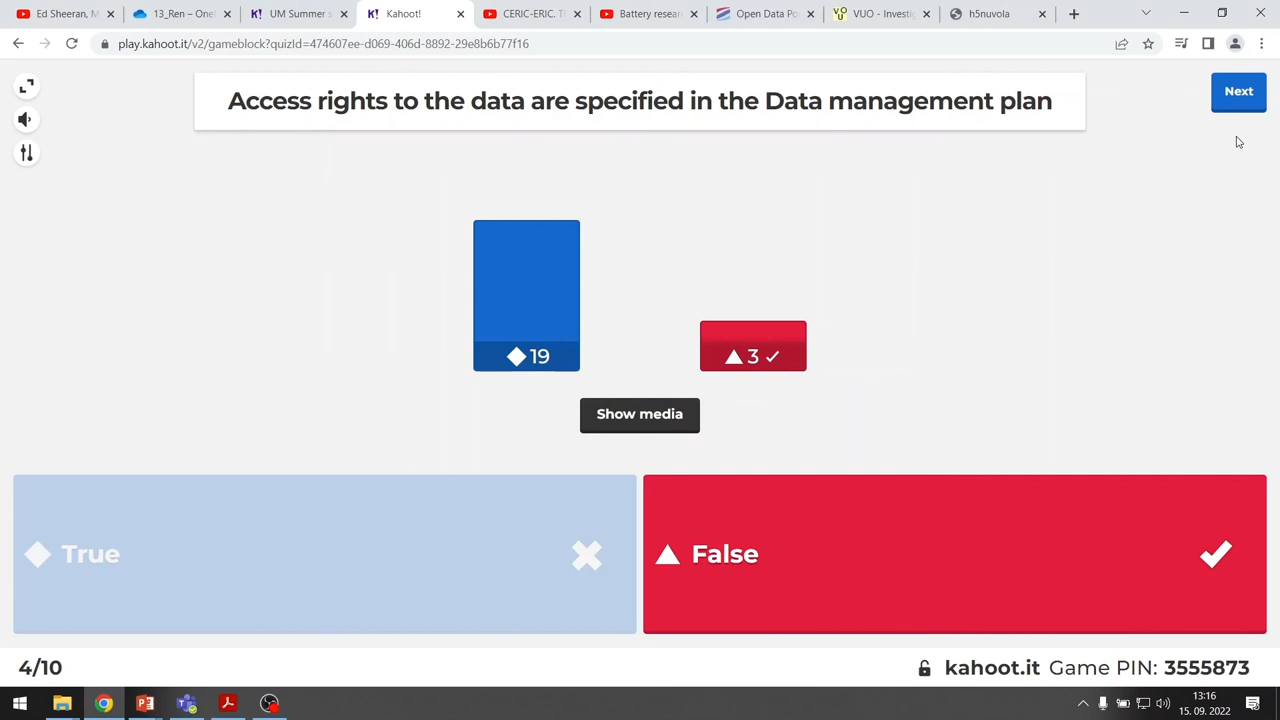 Ed Sheeran, M
13_Ren – OneI
K! UM Summer s
K! Kahoot!
CERIC-ERIC. Tl
Battery resear
Open Data Po
VUO - Investig
h5nuvola
play.kahoot.it/v2/gameblock?quizId=474607ee-d069-406d-8892-29e8b6b77f16
Access rights to the data are specified in the Data management plan
Next
19
3
Show media
True
False
4/10
kahoot.it Game PIN: 3555873
13:16
15. 09. 2022